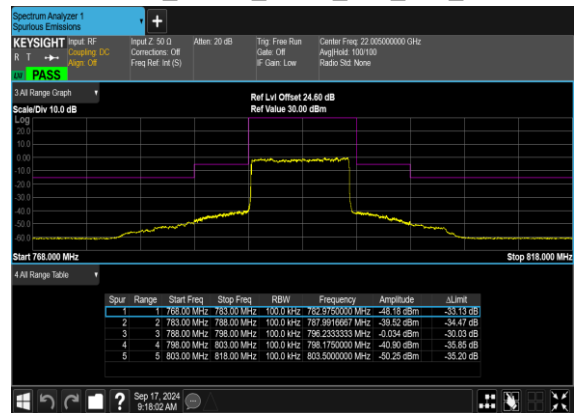 Spectrum Analyzer 1
Spurious Emissions
KEYSIGHT Input: RF Input Z: 50 Ω Atten: 20 dB Trig: Free Run Center Freq: 22.005000000 GHz
R T Coupling: DC Corrections: Off Gate: Off Avg|Hold: 100/100
Align: Off Freq Ref: Int (S) IF Gain: Low Radio Std: None
PASS
3 All Range Graph
Ref Lvl Offset 24.60 dB
Scale/Div 10.0 dB Ref Value 30.00 dBm
Log
20.0
10.0
0.00
-10.0
-20.0
-30.0
-40.0
-50.0
-60.0
Start 768.000 MHz Stop 818.000 MHz
4 All Range Table
Spur Range Start Freq Stop Freq RBW Frequency Amplitude ΔLimit
1 1 768.00 MHz 783.00 MHz 100.0 kHz 782.9750000 MHz -48.18 dBm -33.13 dB
2 2 783.00 MHz 788.00 MHz 100.0 kHz 787.9916667 MHz -39.52 dBm -34.47 dB
3 3 788.00 MHz 798.00 MHz 100.0 kHz 796.2333333 MHz -0.034 dBm -30.03 dB
4 4 798.00 MHz 803.00 MHz 100.0 kHz 798.1750000 MHz -40.90 dBm -35.85 dB
5 5 803.00 MHz 818.00 MHz 100.0 kHz 803.5000000 MHz -50.25 dBm -35.20 dB
? Sep 17, 2024
9:18:02 AM